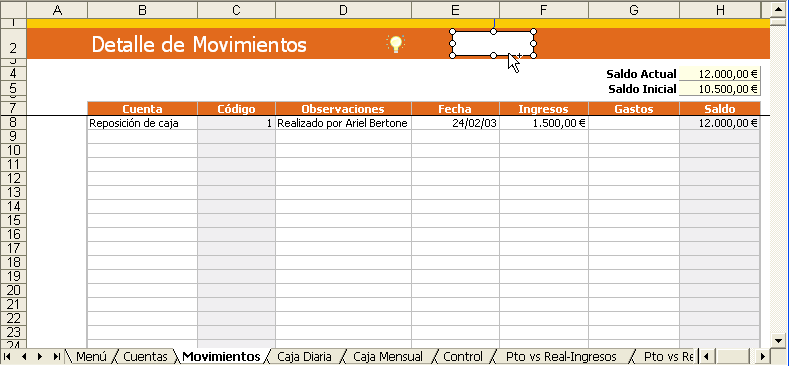 A B C D E F G H
1
2 Detalle de Movimientos
3
4 Saldo Actual 12.000,00 €
5 Saldo Inicial 10.500,00 €
6
7 Cuenta Código Observaciones Fecha Ingresos Gastos Saldo
8 Reposición de caja 1 Realizado por Ariel Bertone 24/02/03 1.500,00 € 12.000,00 €
9
10
11
12
13
14
15
16
17
18
19
20
21
22
23
24
Menú Cuentas Movimientos Caja Diaria Caja Mensual Control Pto vs Real-Ingresos Pto vs Re